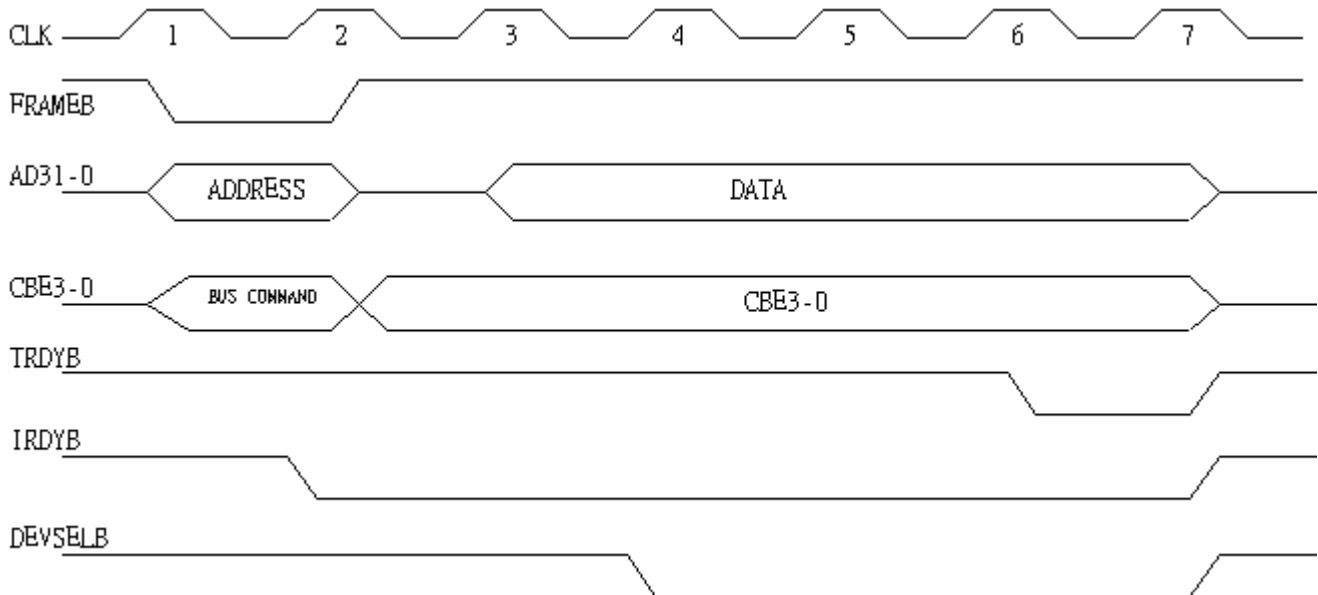 CLK 1 2 3 4 5 6 7
FRAMEB
AD31-0 ADDRESS DATA
CBE3-0 BUS COMMAND CBE3-0
TRDYB
IRDYB
DEVSELB